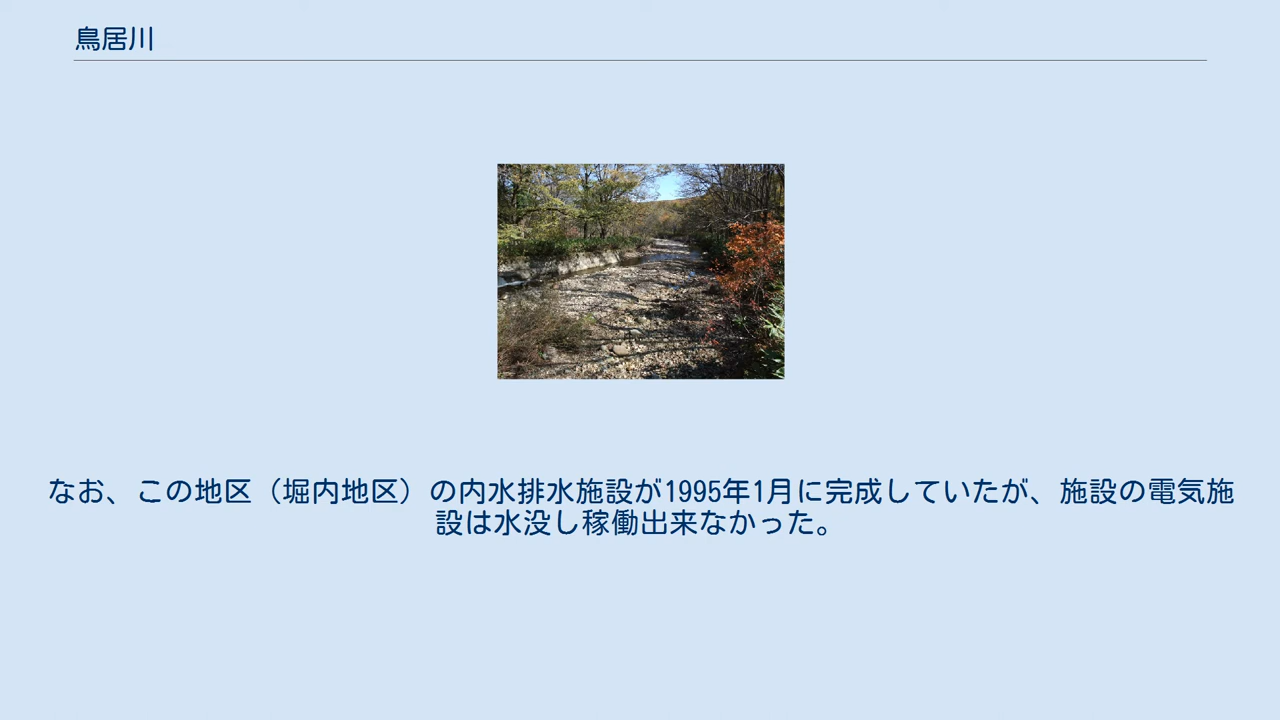 鳥居川
なお、この地区（堀内地区）の内水排水施設が1995年1月に完成していたが、施設の電気施
設は水没し稼働出来なかった。